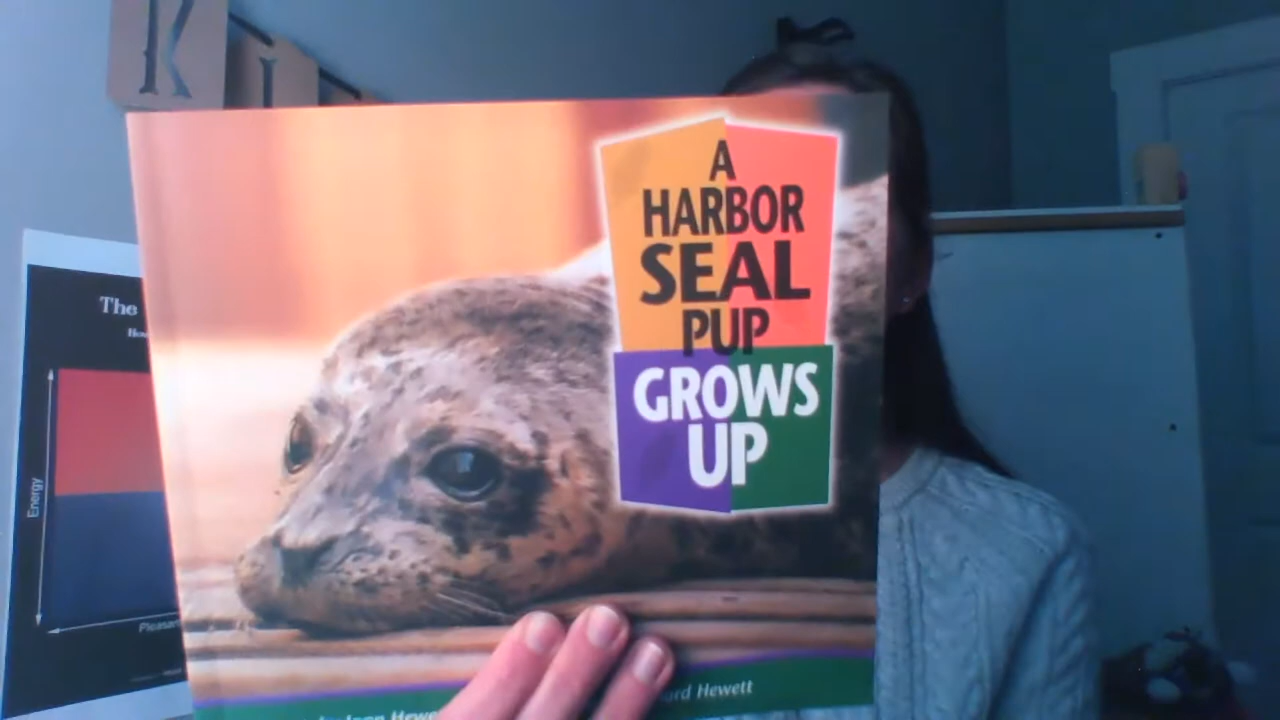 K
i
A
HARBOR
SEAL
PUP
GROWS
UP
The
Energy
Hewett